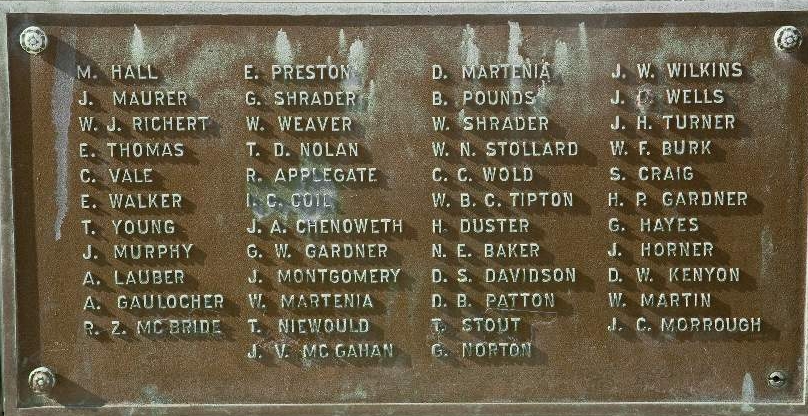 M. HALL
J. MAURER
W. J. RICHERT
E. THOMAS
C. VALE
E. WALKER
T. YOUNG
J. MURPHY
A. LAUBER
A. GAULOCHER
R. Z. MC BRIDE
E. PRESTON
G. SHRADER
W. WEAVER
T. D. NOLAN
R. APPLEGATE
I. C. COIL
J. A. CHENOWETH
G. W. GARDNER
J. MONTGOMERY
W. MARTENIA
T. NIEWOULD
J. V. MC GAHAN
D. MARTENIA
B. POUNDS
W. SHRADER
W. N. STOLLARD
C. C. WOLD
W. B. C. TIPTON
H. DUSTER
N. E. BAKER
D. S. DAVIDSON
D. B. PATTON
T. STOUT
G. NORTON
J. W. WILKINS
J. WELLS
J. H. TURNER
W. F. BURK
S. CRAIG
H. P. GARDNER
G. HAYES
J. HORNER
D. W. KENYON
W. MARTIN
J. C. MORROUGH